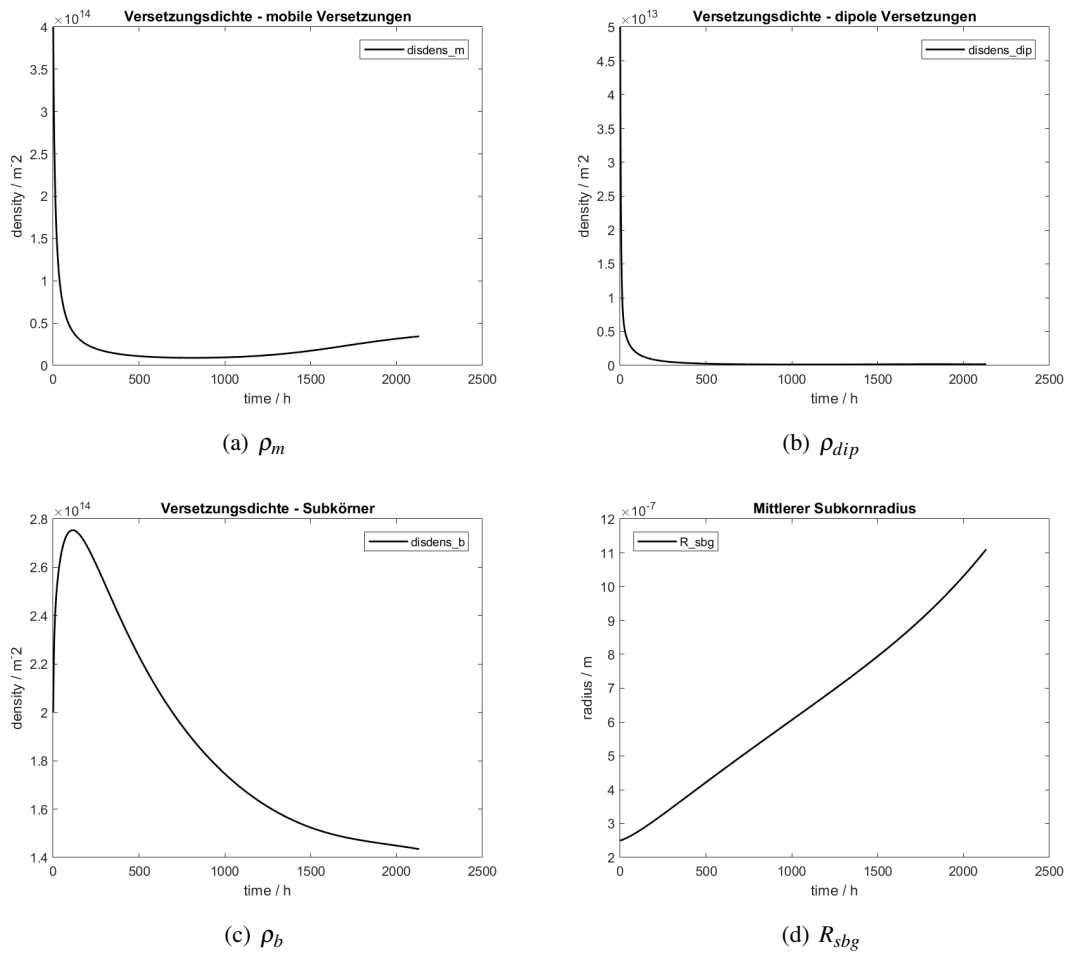 Versetzungsdichte - mobile Versetzungen
×10^14
disdens_m
4
3.5
3
2.5
2
1.5
1
0.5
0
density / m^-2
0 500 1000 1500 2000 2500
time / h
(a) ρ_m
Versetzungsdichte - dipole Versetzungen
×10^13
disdens_dip
5
4.5
4
3.5
3
2.5
2
1.5
1
0.5
0
density / m^-2
0 500 1000 1500 2000 2500
time / h
(b) ρ_dip
Versetzungsdichte - Subkörner
×10^14
disdens_b
2.8
2.6
2.4
2.2
2
1.8
1.6
1.4
density / m^-2
0 500 1000 1500 2000 2500
time / h
(c) ρ_b
Mittlerer Subkornradius
×10^-7
R_sbg
12
11
10
9
8
7
6
5
4
3
2
radius / m
0 500 1000 1500 2000 2500
time / h
(d) R_sbg